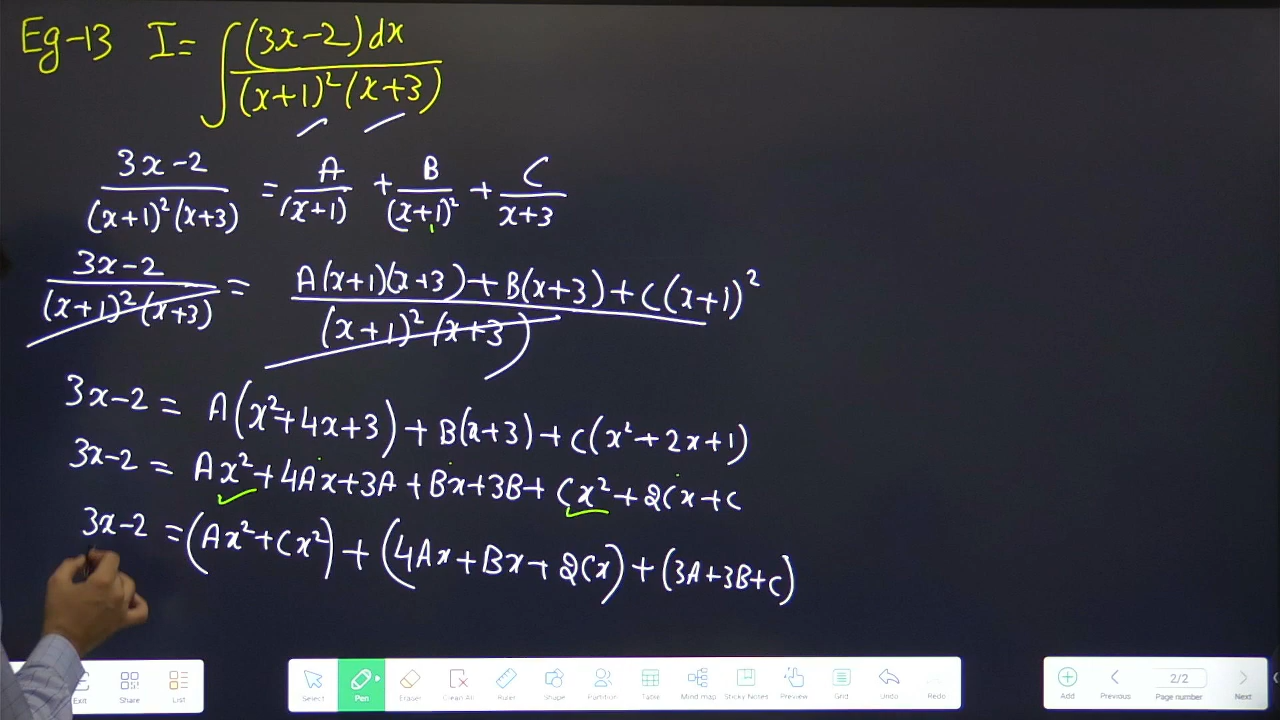 Eg-13 I = ∫ (3x-2)dx / (x+1)²(x+3)
3x-2 / (x+1)²(x+3) = A / (x+1) + B / (x+1)² + C / x+3
3x-2 / (x+1)²(x+3) = A(x+1)(x+3)+B(x+3)+C(x+1)² / (x+1)²(x+3)
3x-2 = A(x²+4x+3)+B(x+3)+C(x²+2x+1)
3x-2 = Ax²+4Ax+3A+Bx+3B+Cx²+2Cx+C
3x-2 = (Ax²+Cx²)+(4Ax+Bx+2Cx)+(3A+3B+C)
Exit Share List Select Pen Eraser Clean All Ruler Shape Partition Table Mind map Sticky Notes Preview Grid Undo Redo Add Previous 2/2 Page number Next